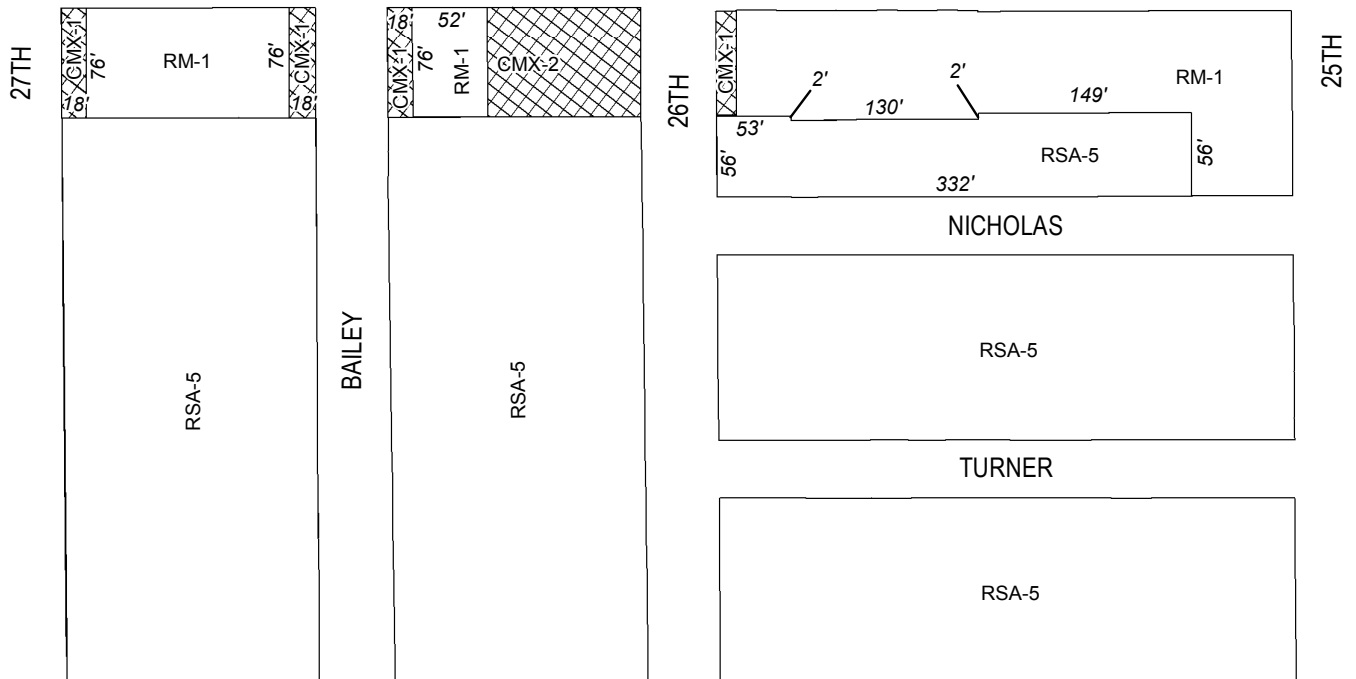 27TH
CMX-1
18'
76'
RM-1
76'
CMX-1
18'
RSA-5
BAILEY
18'
CMX-1
76'
52'
RM-1
CMX-2
RSA-5
26TH
CMX-1
RM-1
25TH
2'
2'
53'
130'
149'
56'
RSA-5
56'
332'
NICHOLAS
RSA-5
TURNER
RSA-5